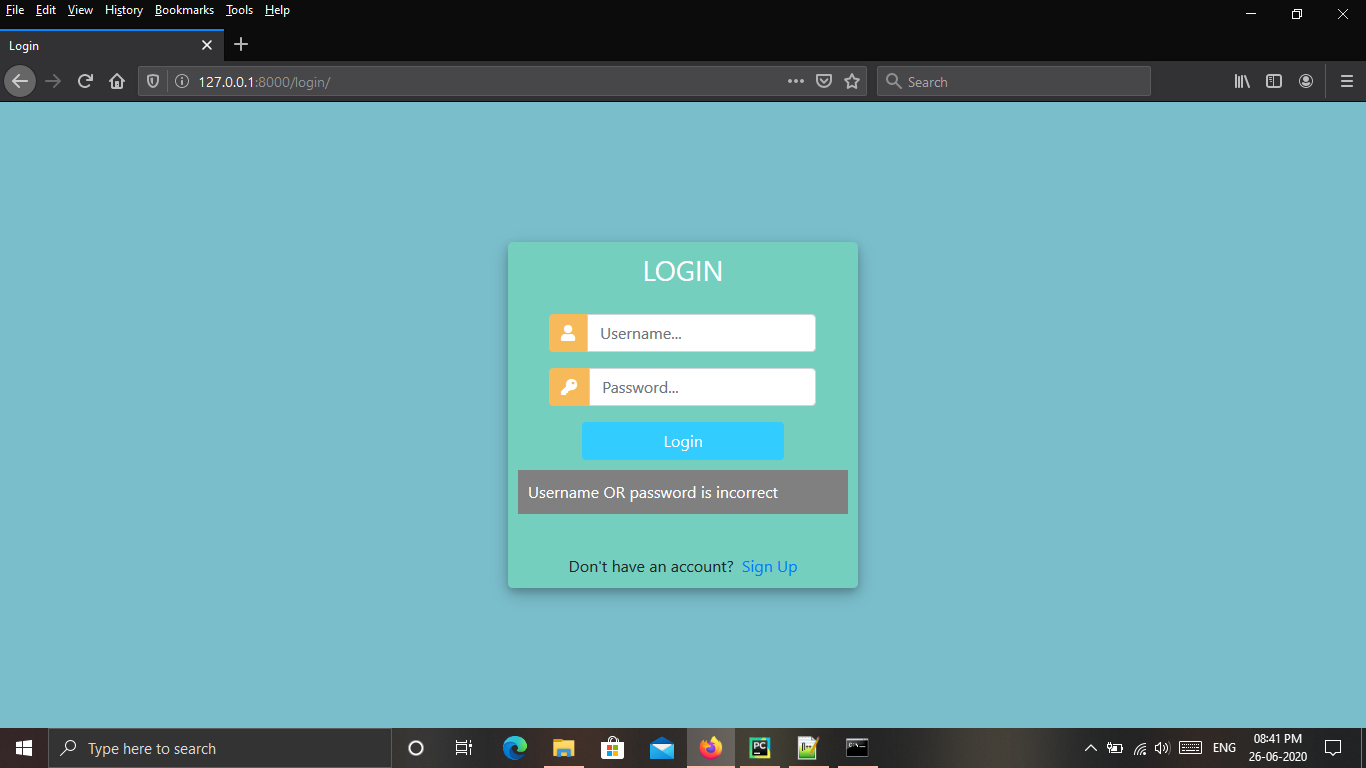 File Edit View History Bookmarks Tools Help
Login
127.0.0.1:8000/login/
Search
LOGIN
Username...
Password...
Login
Username OR password is incorrect
Don't have an account? Sign Up
Type here to search
PC
ENG
08:41 PM
26-06-2020